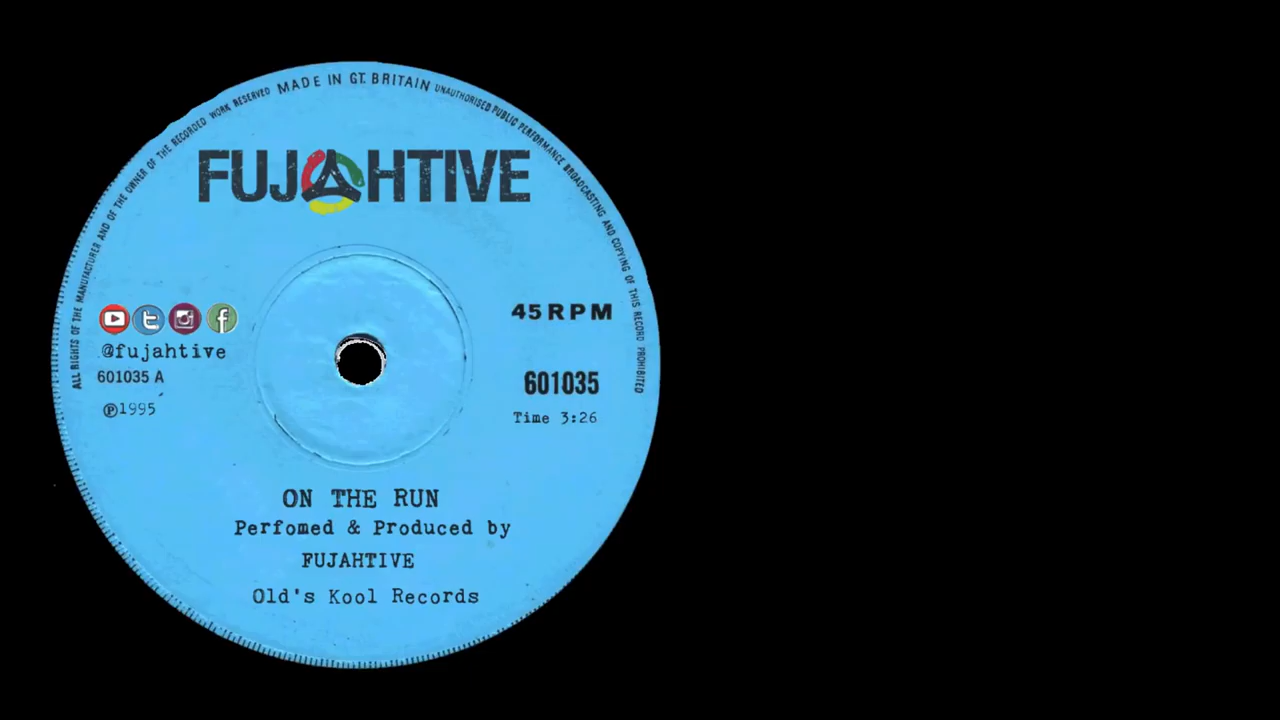 ALL RIGHTS OF THE MANUFACTURER AND OF THE OWNER OF THE RECORDED WORK RESERVED MADE IN GT. BRITAIN UNAUTHORISED PUBLIC PERFORMANCE BROADCASTING AND COPYING OF THIS RECORD PROHIBITED
FUJAHTIVE
45 RPM
@fujahtive
601035 A
601035
℗1995
Time 3:26
ON THE RUN
Perfomed & Produced by
FUJAHTIVE
Old's Kool Records